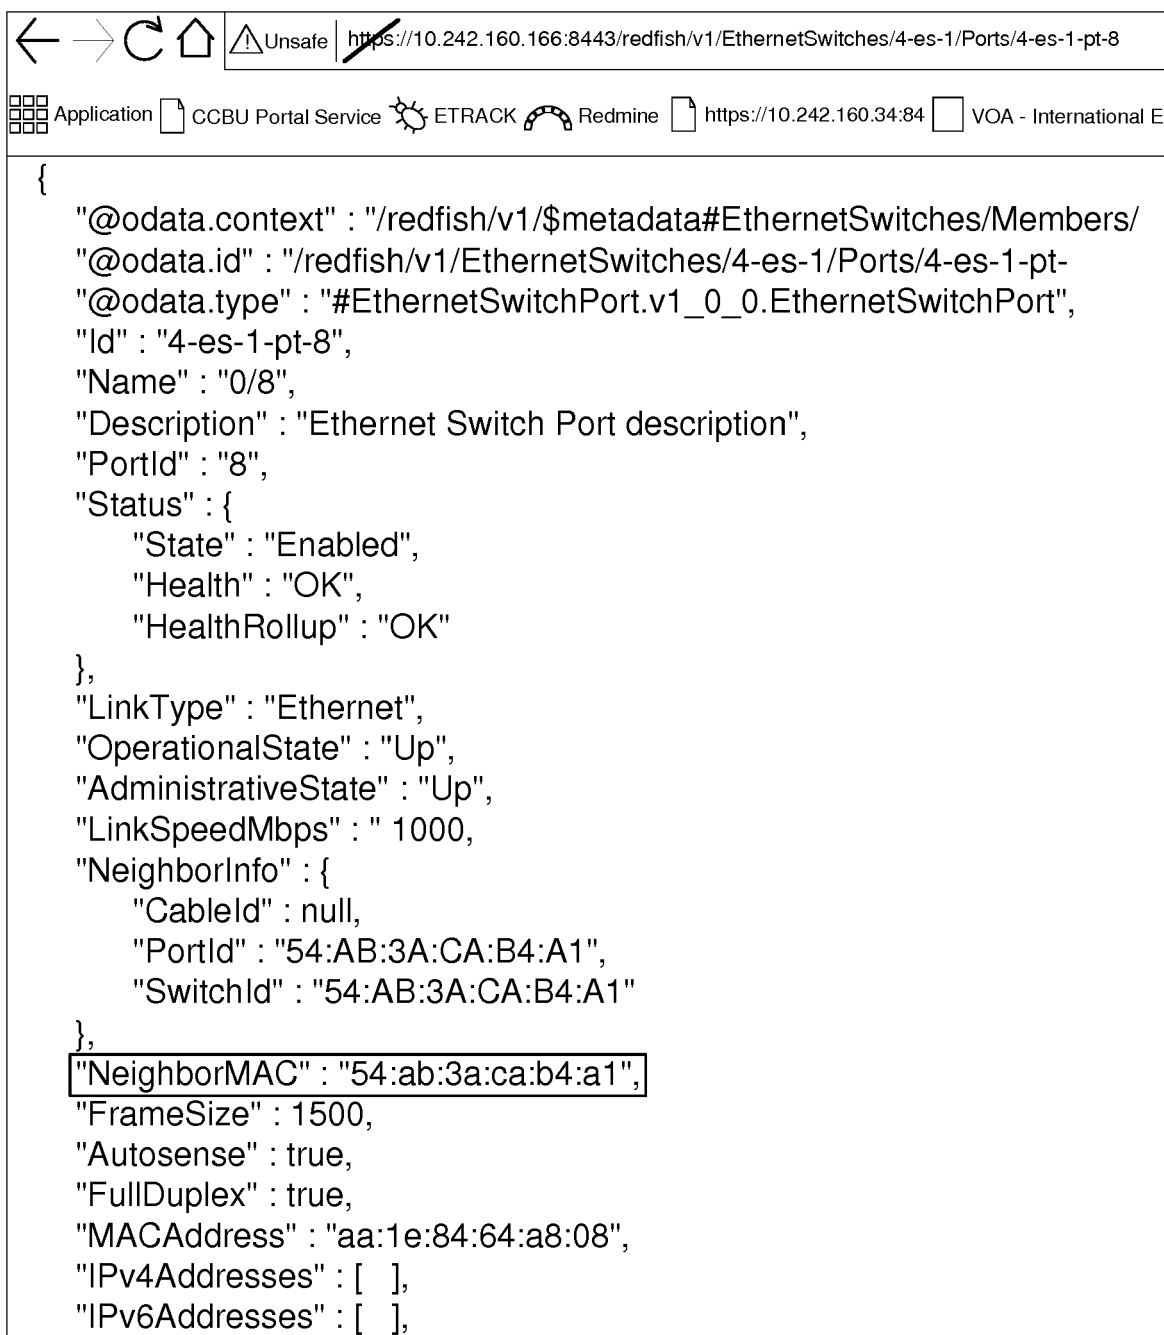 Unsafe https://10.242.160.166:8443/redfish/v1/EthernetSwitches/4-es-1/Ports/4-es-1-pt-8
Application CCBU Portal Service ETRACK Redmine https://10.242.160.34:84 VOA - International E
{
"@odata.context" : "/redfish/v1/$metadata#EthernetSwitches/Members/
"@odata.id" : "/redfish/v1/EthernetSwitches/4-es-1/Ports/4-es-1-pt-
"@odata.type" : "#EthernetSwitchPort.v1_0_0.EthernetSwitchPort",
"Id" : "4-es-1-pt-8",
"Name" : "0/8",
"Description" : "Ethernet Switch Port description",
"PortId" : "8",
"Status" : {
"State" : "Enabled",
"Health" : "OK",
"HealthRollup" : "OK"
},
"LinkType" : "Ethernet",
"OperationalState" : "Up",
"AdministrativeState" : "Up",
"LinkSpeedMbps" : " 1000,
"NeighborInfo" : {
"CableId" : null,
"PortId" : "54:AB:3A:CA:B4:A1",
"SwitchId" : "54:AB:3A:CA:B4:A1"
},
"NeighborMAC" : "54:ab:3a:ca:b4:a1",
"FrameSize" : 1500,
"Autosense" : true,
"FullDuplex" : true,
"MACAddress" : "aa:1e:84:64:a8:08",
"IPv4Addresses" : [ ],
"IPv6Addresses" : [ ],